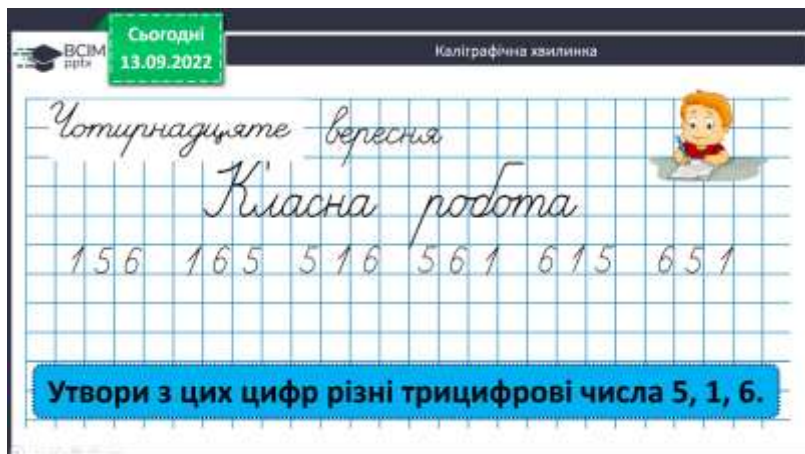 Сьогодні
13.09.2022
ВСІМ
pptx
Каліграфічна хвилинка
Чотирнадцяте вересня
Класна робота
156 165 516 561 615 651
Утвори з цих цифр різні трицифрові числа 5, 1, 6.